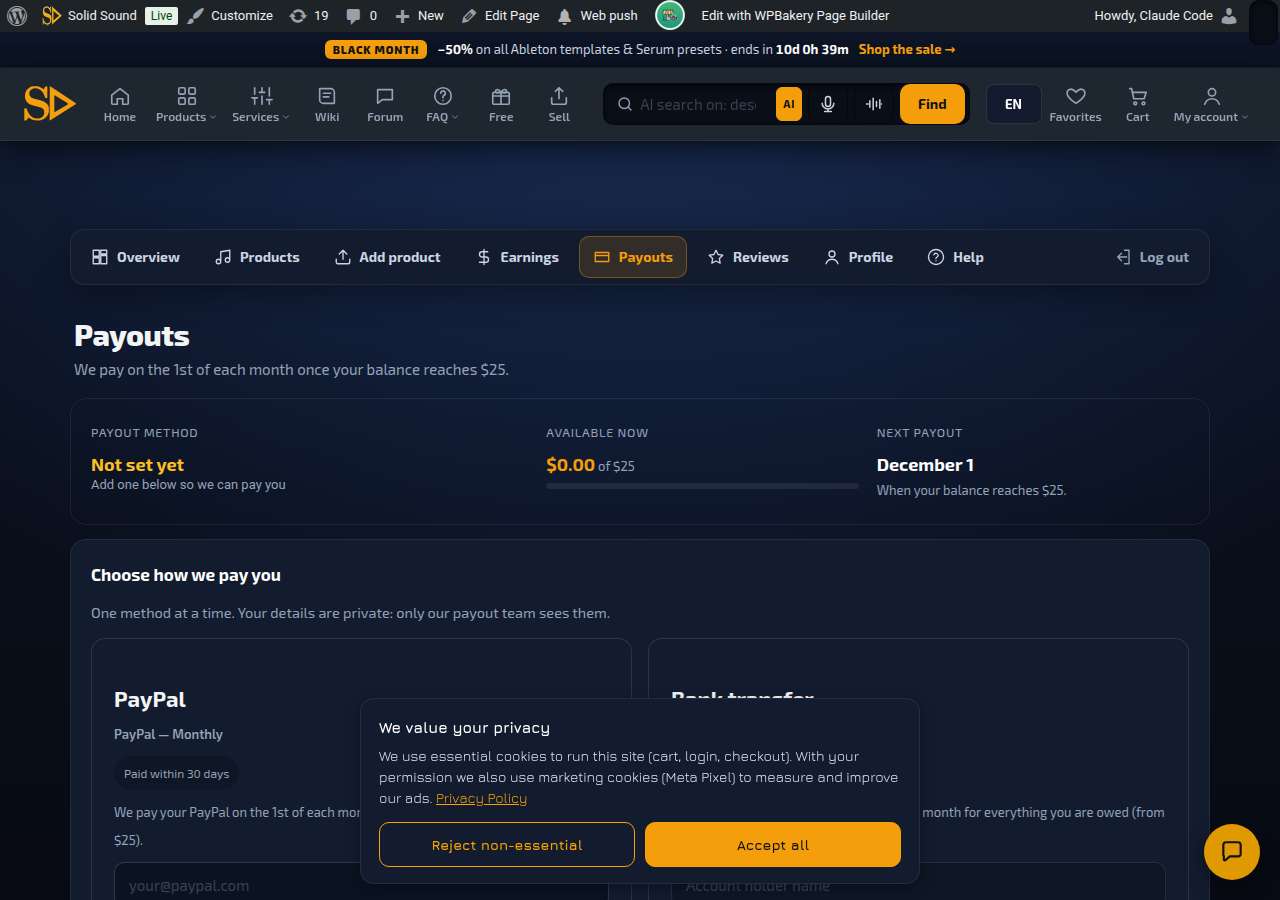 Solid Sound Live Customize 19 0 New Edit Page Web push Edit with WPBakery Page Builder Howdy, Claude Code
BLACK MONTH −50% on all Ableton templates & Serum presets · ends in 10d 0h 39m Shop the sale →
Home Products Services Wiki Forum FAQ Free Sell AI search on: des AI Find EN Favorites Cart My account
Overview Products Add product Earnings Payouts Reviews Profile Help Log out
Payouts
We pay on the 1st of each month once your balance reaches $25.
PAYOUT METHOD AVAILABLE NOW NEXT PAYOUT
Not set yet $0.00 of $25 December 1
Add one below so we can pay you When your balance reaches $25.
Choose how we pay you
One method at a time. Your details are private: only our payout team sees them.
PayPal Bank transfer
PayPal — Monthly
Paid within 30 days
We pay your PayPal on the 1st of each mon month for everything you are owed (from
$25).
your@paypal.com Account holder name
We value your privacy
We use essential cookies to run this site (cart, login, checkout). With your
permission we also use marketing cookies (Meta Pixel) to measure and improve
our ads. Privacy Policy
Reject non-essential Accept all